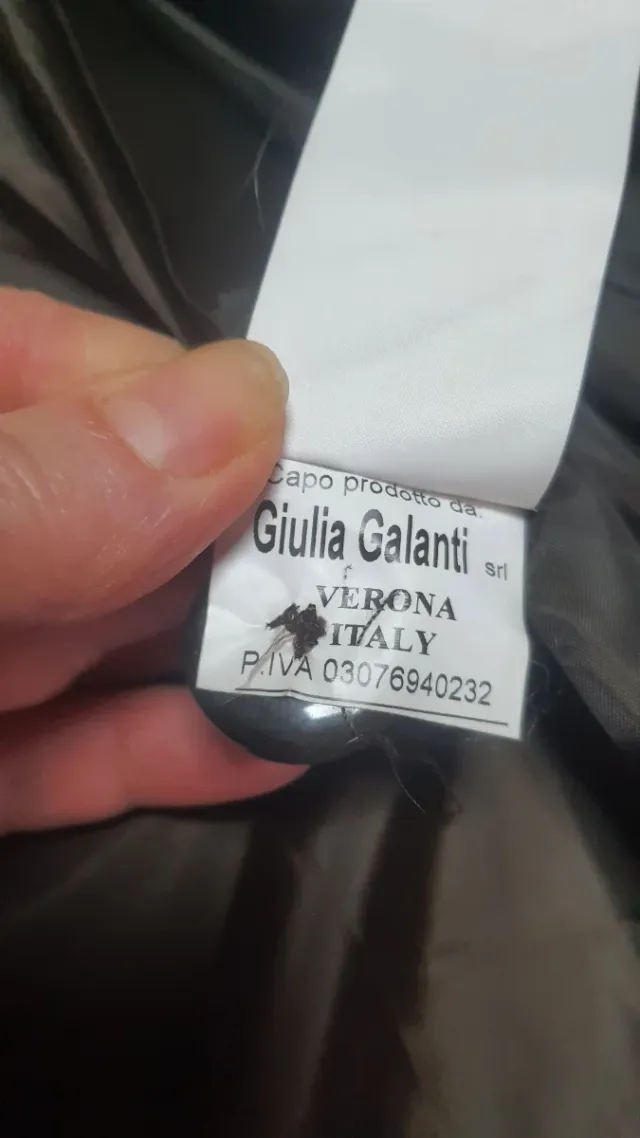 Capo prodotto da:
Giulia Galanti srl
VERONA
ITALY
P.IVA 03076940232